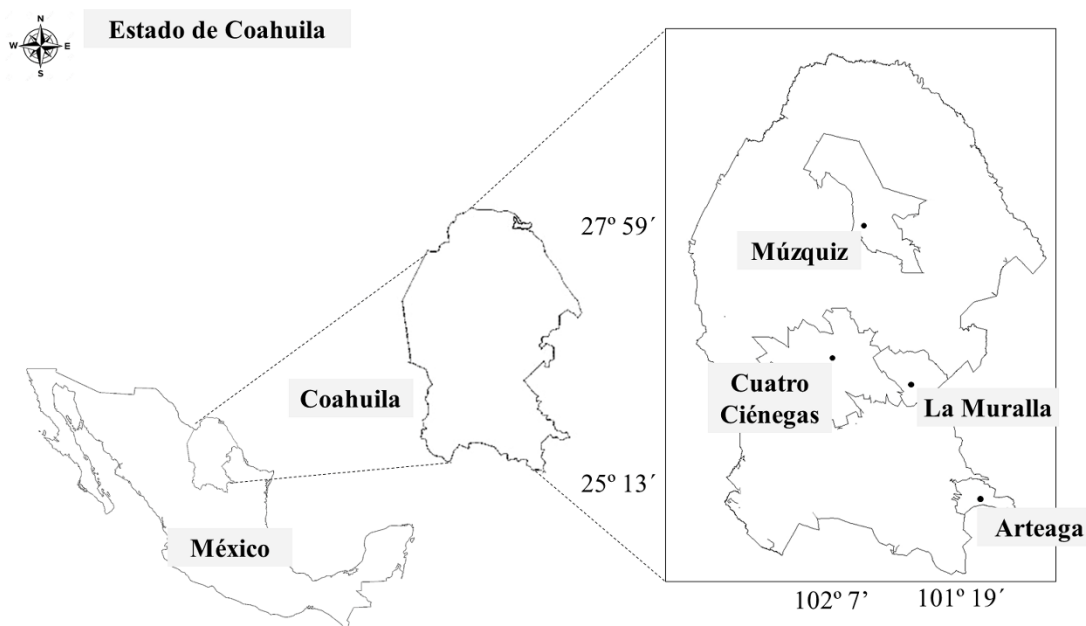 N
W E
S
Estado de Coahuila
27º 59´
Múzquiz
Cuatro
Ciénegas
La Muralla
Coahuila
25º 13´
Arteaga
México
102º 7´ 101º 19´